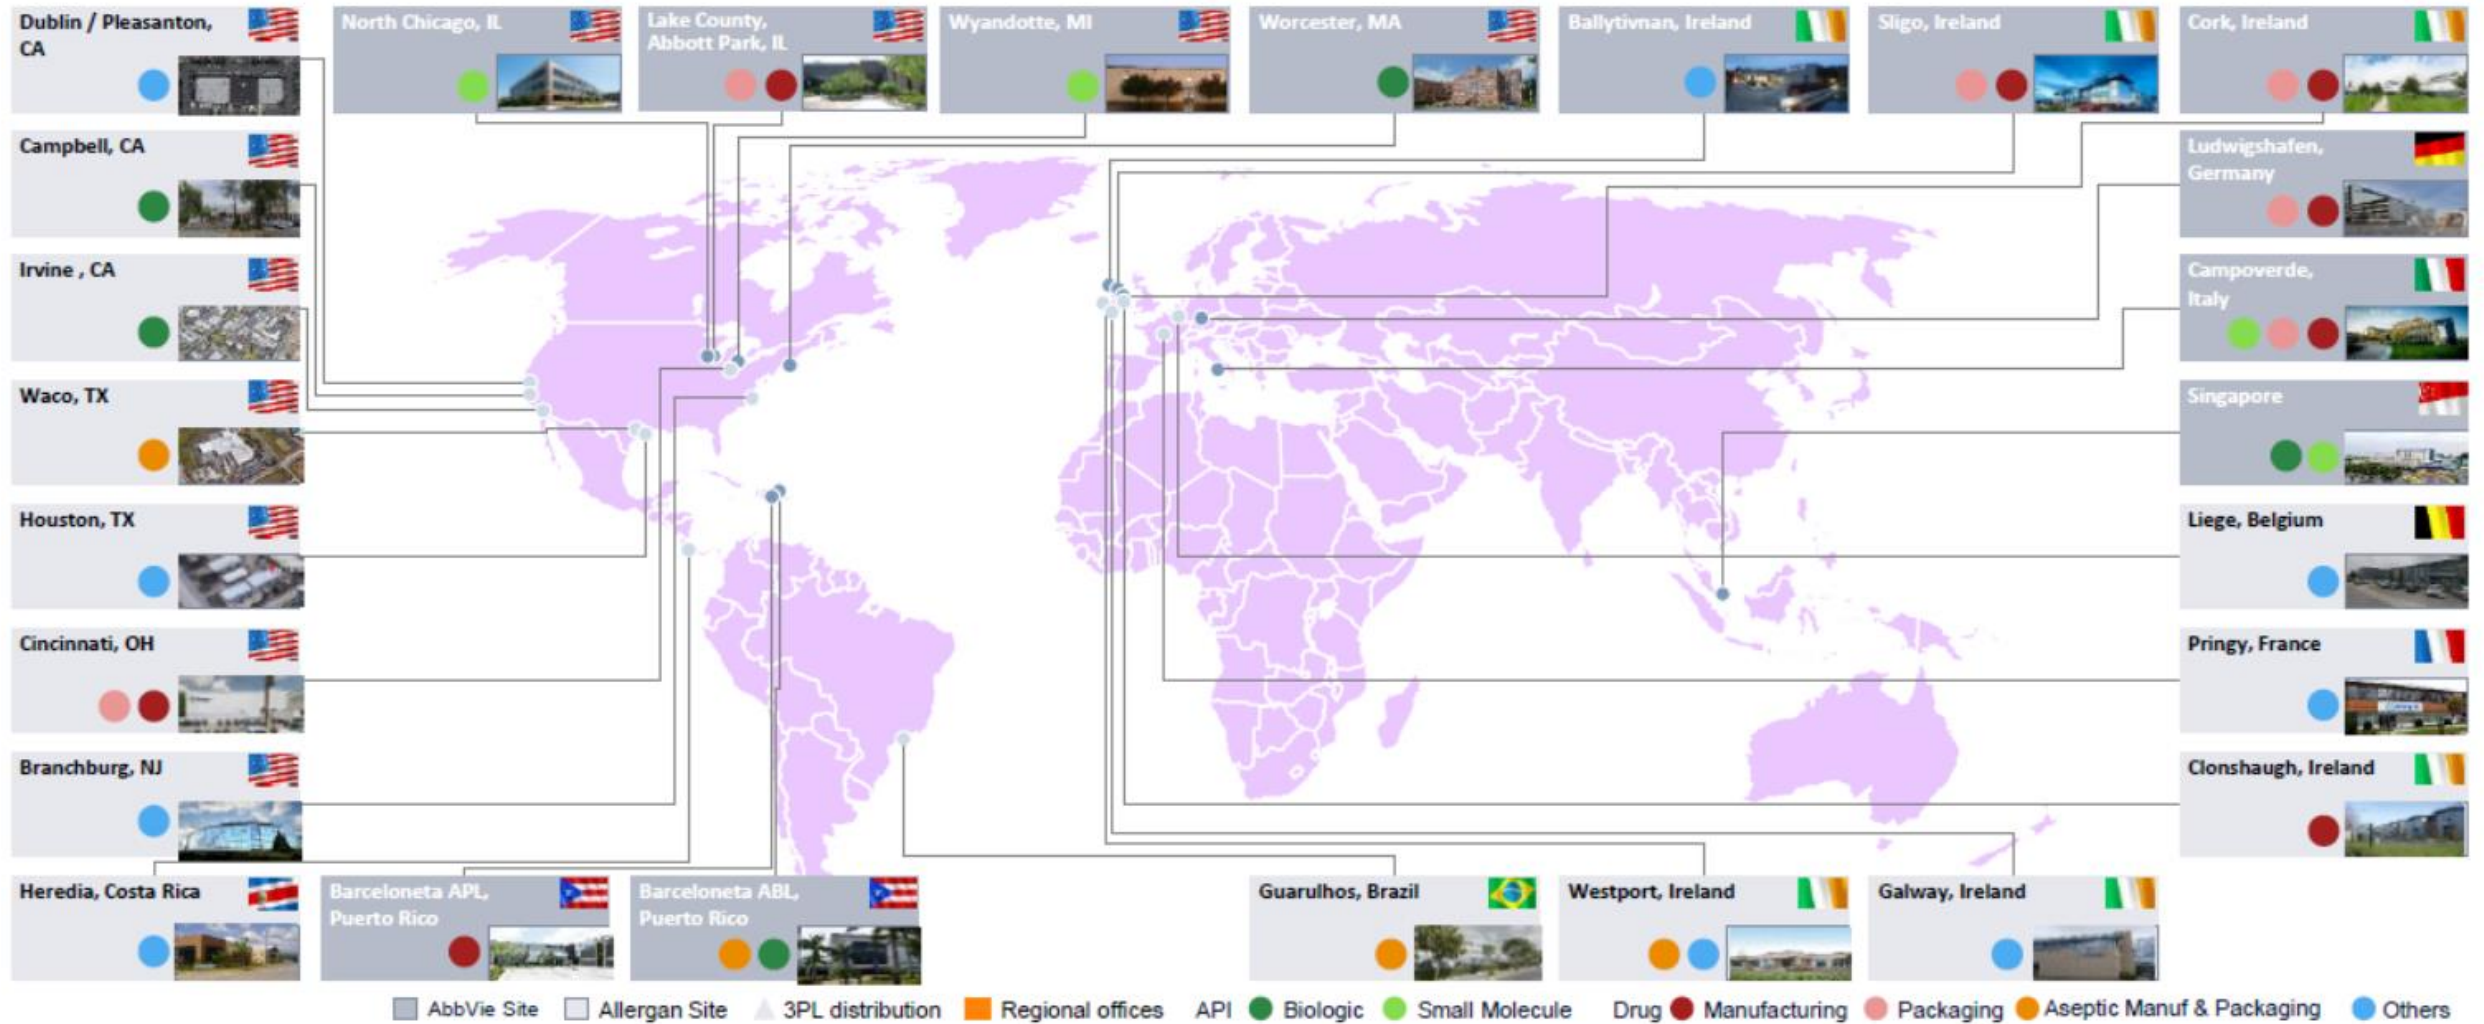 Dublin / Pleasanton,
CA
North Chicago, IL
Lake County,
Abbott Park, IL
Wyandotte, MI
Worcester, MA
Ballytivnan, Ireland
Sligo, Ireland
Cork, Ireland
Campbell, CA
Ludwigshafen,
Germany
Irvine , CA
Campoverde,
Italy
Waco, TX
Singapore
Houston, TX
Liege, Belgium
Cincinnati, OH
Pringy, France
Branchburg, NJ
Clonshaugh, Ireland
Heredia, Costa Rica
Barceloneta APL,
Puerto Rico
Barceloneta ABL,
Puerto Rico
Guarulhos, Brazil
Westport, Ireland
Galway, Ireland
AbbVie Site Allergan Site 3PL distribution Regional offices API Biologic Small Molecule Drug Manufacturing Packaging Aseptic Manuf & Packaging Others